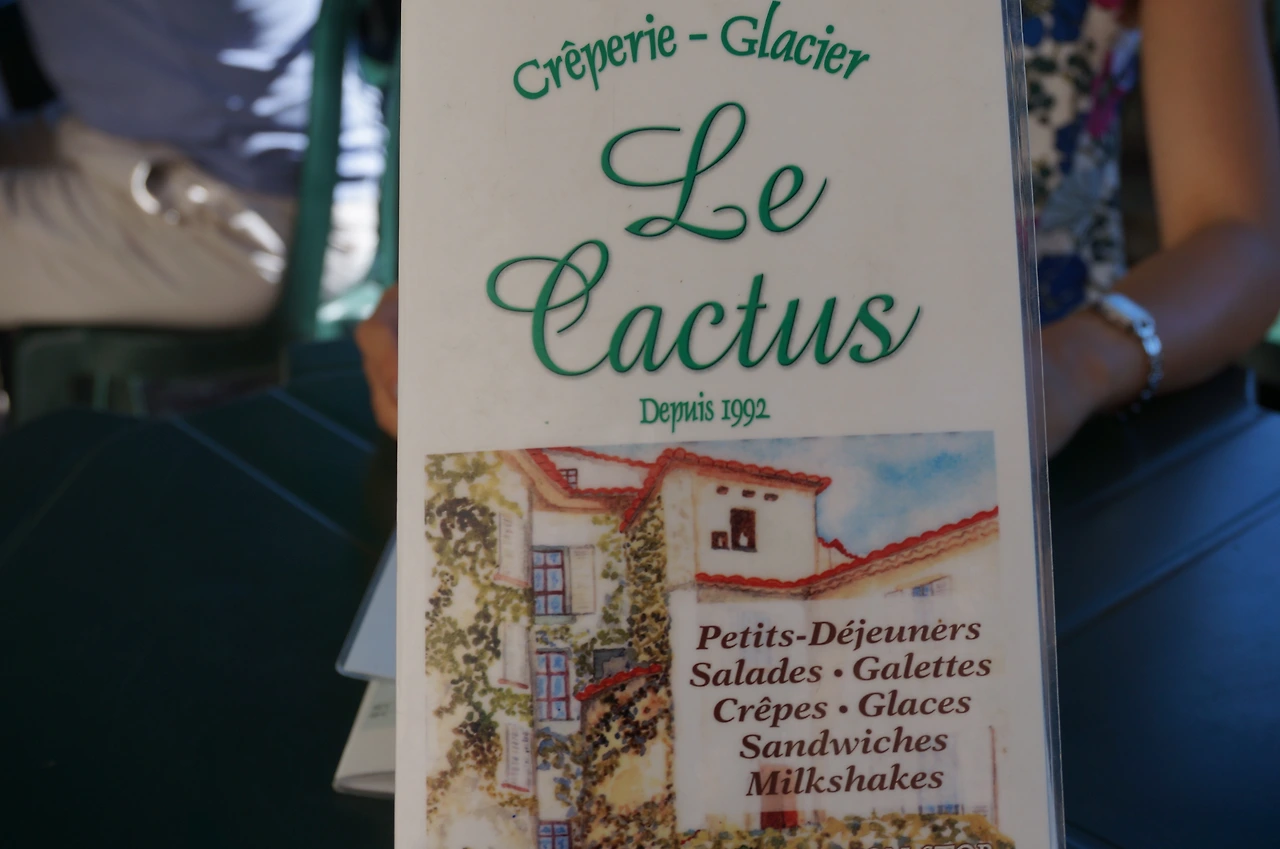 Crêperie - Glacier
Le
Cactus
Depuis 1992
Petits-Déjeuners
Salades • Galettes
Crêpes • Glaces
Sandwiches
Milkshakes